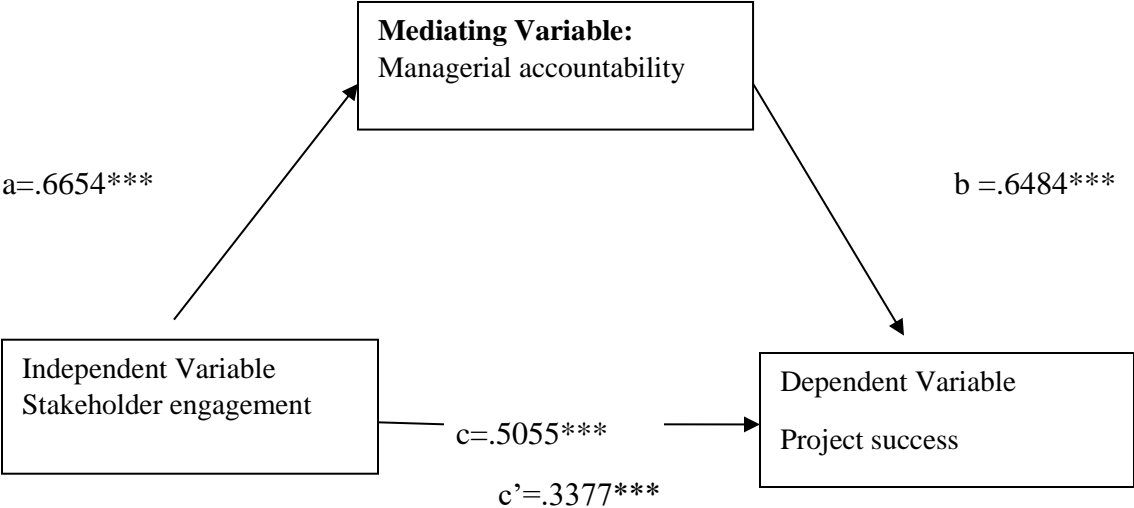 Mediating Variable:
Managerial accountability
a=.6654***
b =.6484***
Independent Variable
Stakeholder engagement
c=.5055***
c’=.3377***
Dependent Variable
Project success